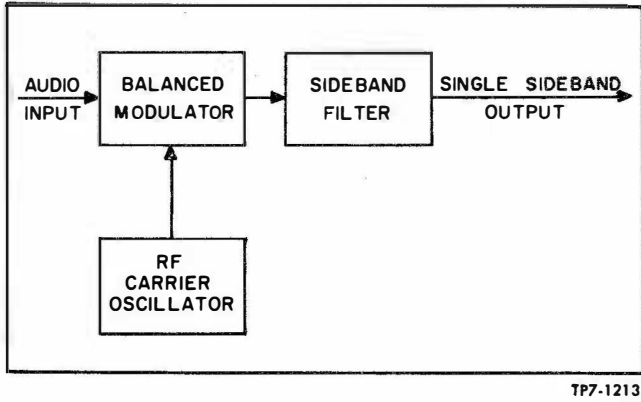 AUDIO
INPUT
BALANCED
MODULATOR
SIDEBAND
FILTER
SINGLE SIDEBAND
OUTPUT
RF
CARRIER
OSCILLATOR
TP7-1213